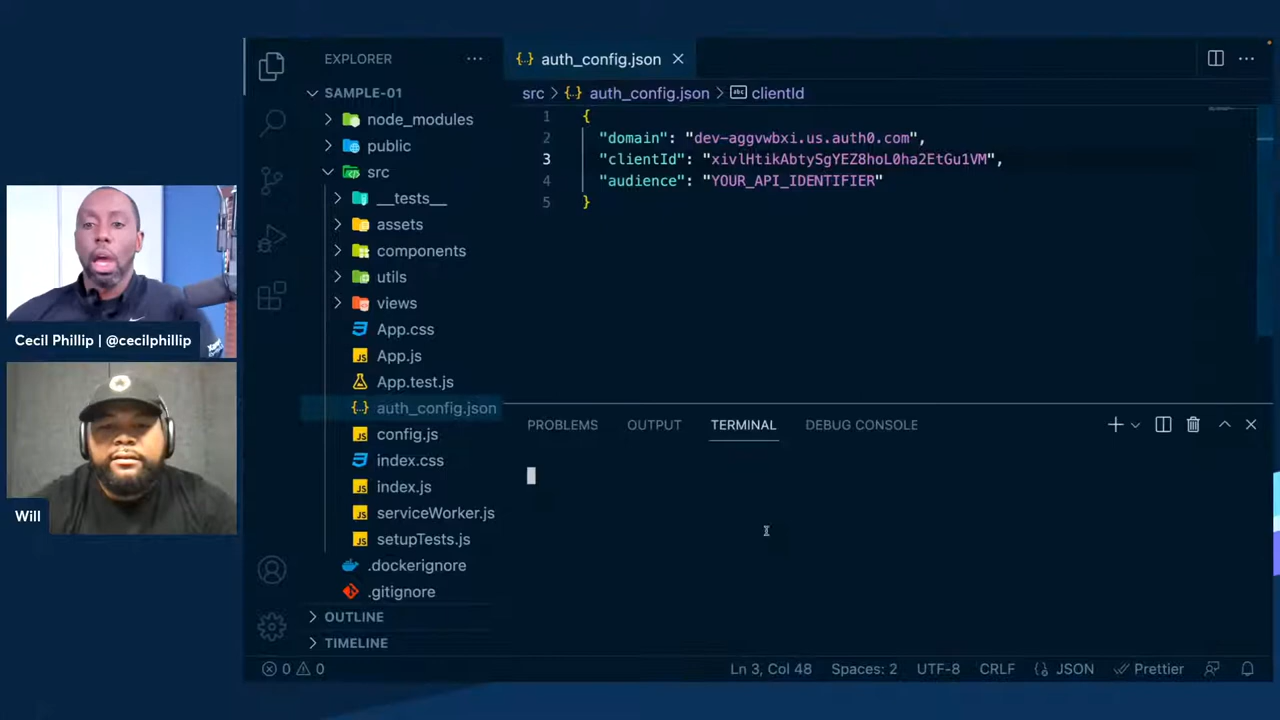 EXPLORER
SAMPLE-01
node_modules
public
src
__tests__
assets
components
utils
views
App.css
App.js
App.test.js
auth_config.json
config.js
index.css
index.js
serviceWorker.js
setupTests.js
.dockerignore
.gitignore
OUTLINE
TIMELINE
{..} auth_config.json
src > {..} auth_config.json > abc clientId
1 {
2 "domain": "dev-aggvwbxi.us.auth0.com",
3 "clientId": "xivlHtikAbtySgYEZ8hoL0ha2EtGu1VM",
4 "audience": "YOUR_API_IDENTIFIER"
5 }
PROBLEMS OUTPUT TERMINAL DEBUG CONSOLE
0 0 Ln 3, Col 48 Spaces: 2 UTF-8 CRLF JSON Prettier
Cecil Phillip | @cecilphillip
Will